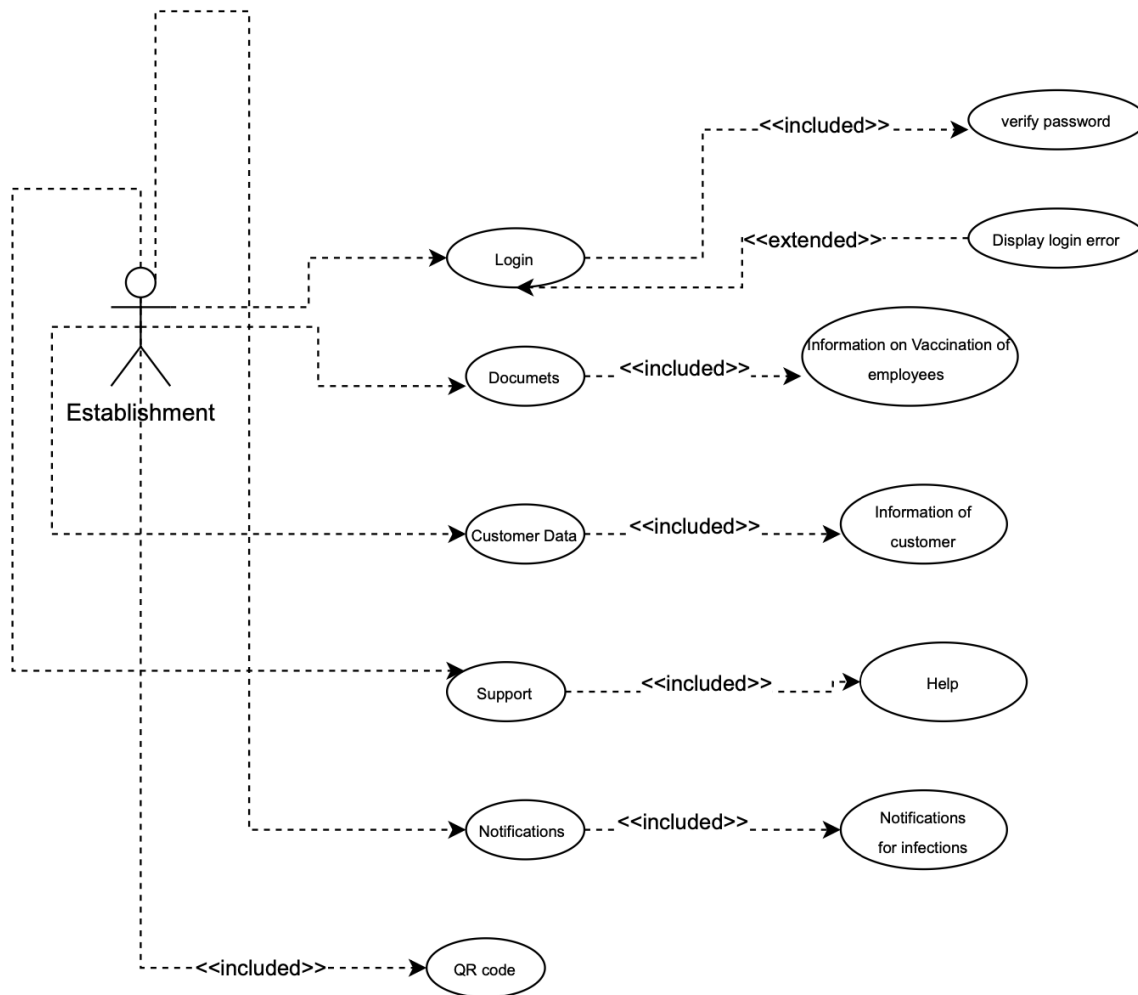 <<included>>
verify password
<<extended>>
Display login error
Login
Establishment
Documets
<<included>>
Information on Vaccination of
employees
Customer Data
<<included>>
Information of
customer
Support
<<included>>
Help
Notifications
<<included>>
Notifications
for infections
<<included>>
QR code